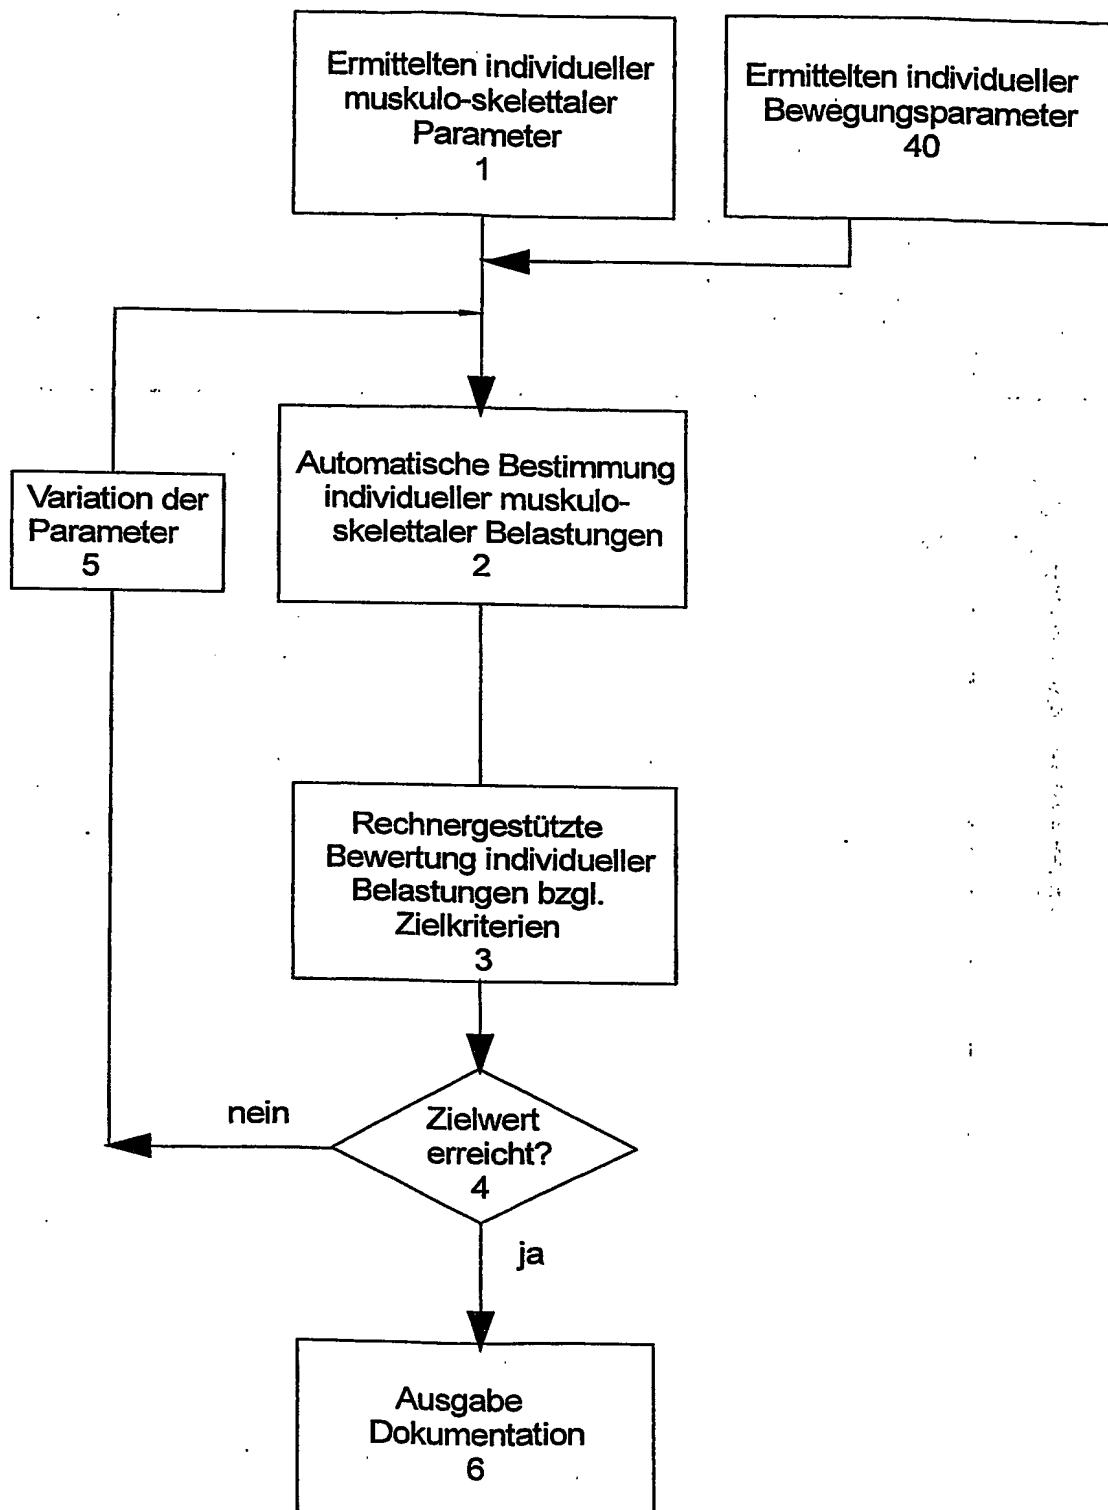 Ermittelten individueller
muskulo-skelettaler
Parameter
1
Ermittelten individueller
Bewegungsparameter
40
Automatische Bestimmung
individueller muskulo-
skelettaler Belastungen
2
Variation der
Parameter
5
Rechnergestützte
Bewertung individueller
Belastungen bzgl.
Zielkriterien
3
nein
Zielwert
erreicht?
4
ja
Ausgabe
Dokumentation
6